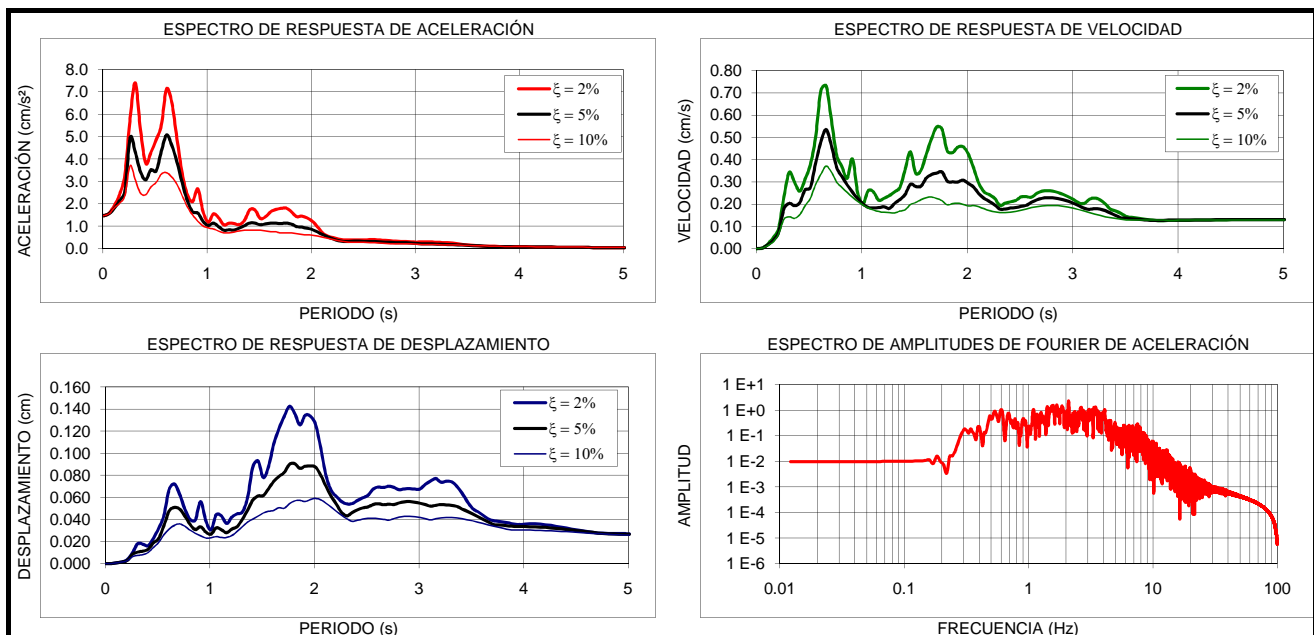 ESPECTRO DE RESPUESTA DE ACELERACIÓN
ACELERACIÓN (cm/s²)
8.0
7.0
6.0
5.0
4.0
3.0
2.0
1.0
0.0
ξ = 2%
ξ = 5%
ξ = 10%
0 1 2 3 4 5
PERIODO (s)
ESPECTRO DE RESPUESTA DE VELOCIDAD
VELOCIDAD (cm/s)
0.80
0.70
0.60
0.50
0.40
0.30
0.20
0.10
0.00
ξ = 2%
ξ = 5%
ξ = 10%
0 1 2 3 4 5
PERIODO (s)
ESPECTRO DE RESPUESTA DE DESPLAZAMIENTO
DESPLAZAMIENTO (cm)
0.160
0.140
0.120
0.100
0.080
0.060
0.040
0.020
0.000
ξ = 2%
ξ = 5%
ξ = 10%
0 1 2 3 4 5
PERIODO (s)
ESPECTRO DE AMPLITUDES DE FOURIER DE ACELERACIÓN
AMPLITUD
1 E+1
1 E+0
1 E-1
1 E-2
1 E-3
1 E-4
1 E-5
1 E-6
0.01 0.1 1 10 100
FRECUENCIA (Hz)